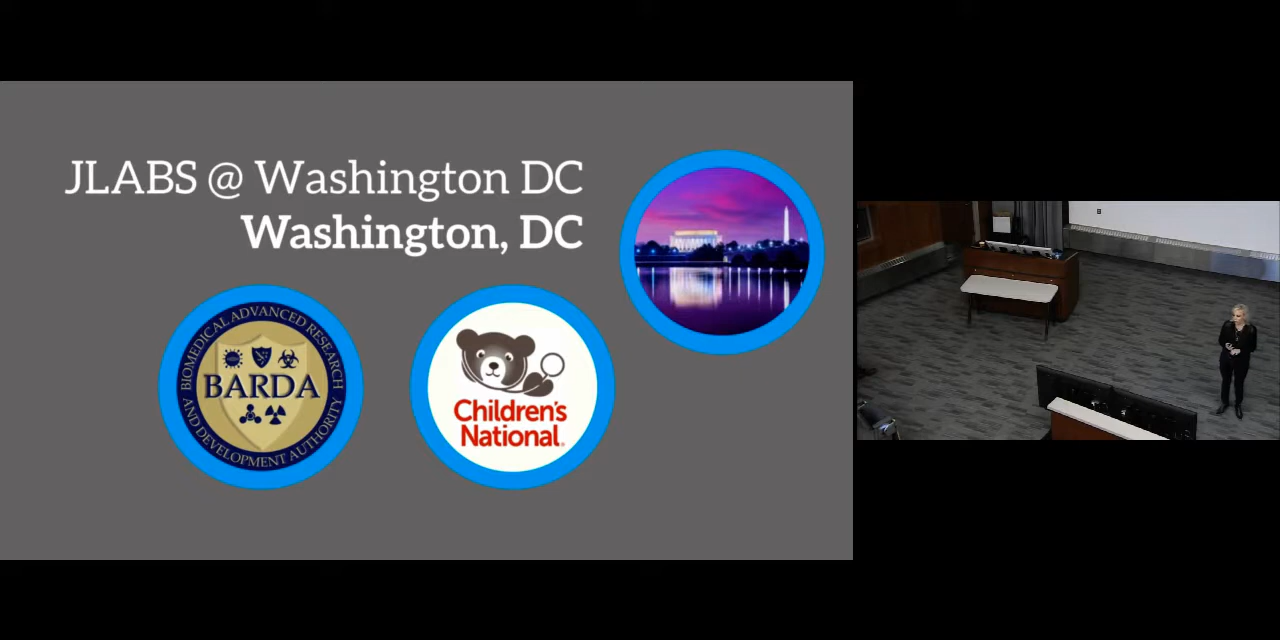 JLABS @ Washington DC
Washington, DC
BIOMEDICAL ADVANCED RESEARCH
BARDA
AND DEVELOPMENT AUTHORITY
Children's
National